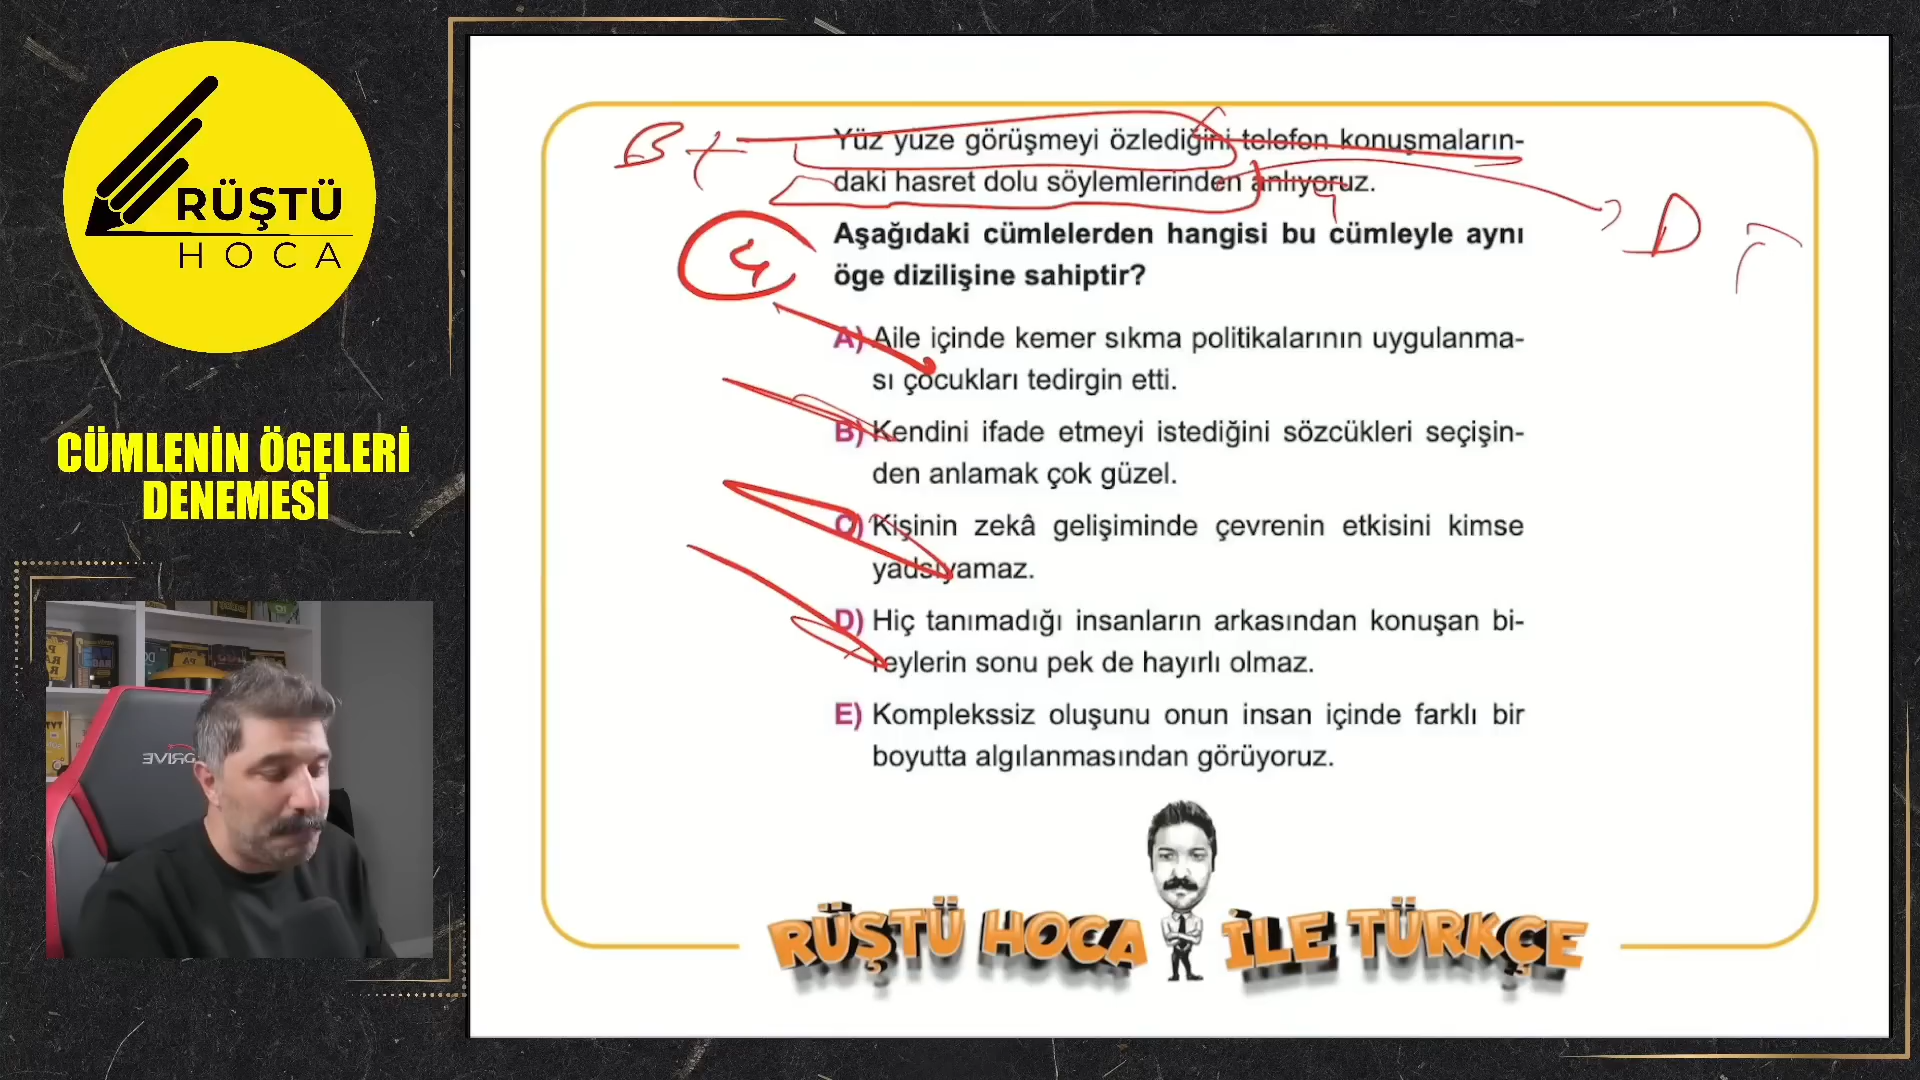 RÜŞTÜ
HOCA
CÜMLENİN ÖGELERİ
DENEMESİ
B +
Yüz yüze görüşmeyi özlediğini telefon konuşmaların-
daki hasret dolu söylemlerinden anlıyoruz.
D
Aşağıdaki cümlelerden hangisi bu cümleyle aynı
öge dizilişine sahiptir?
A) Aile içinde kemer sıkma politikalarının uygulanma-
sı çocukları tedirgin etti.
B) Kendini ifade etmeyi istediğini sözcükleri seçişin-
den anlamak çok güzel.
C) Kişinin zekâ gelişiminde çevrenin etkisini kimse
yadsıyamaz.
D) Hiç tanımadığı insanların arkasından konuşan bi-
reylerin sonu pek de hayırlı olmaz.
E) Komplekssiz oluşunu onun insan içinde farklı bir
boyutta algılanmasından görüyoruz.
RÜŞTÜ HOCA İLE TÜRKÇE